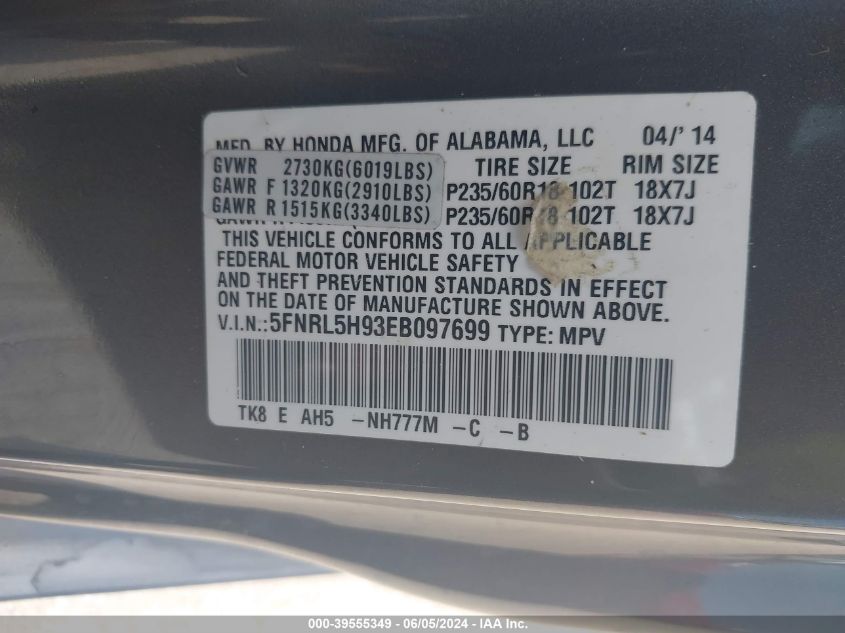 MFD. BY HONDA MFG. OF ALABAMA, LLC 04/'14
GVWR 2730KG(6019LBS) TIRE SIZE RIM SIZE
GAWR F 1320KG(2910LBS) P235/60R18 102T 18X7J
GAWR R 1515KG(3340LBS) P235/60R18 102T 18X7J
THIS VEHICLE CONFORMS TO ALL APPLICABLE
FEDERAL MOTOR VEHICLE SAFETY
AND THEFT PREVENTION STANDARDS IN EFFECT
ON THE DATE OF MANUFACTURE SHOWN ABOVE.
V.I.N.:5FNRL5H93EB097699 TYPE: MPV
TK8 E AH5 -NH777M -C -B
000-39555349 - 06/05/2024 - IAA Inc.